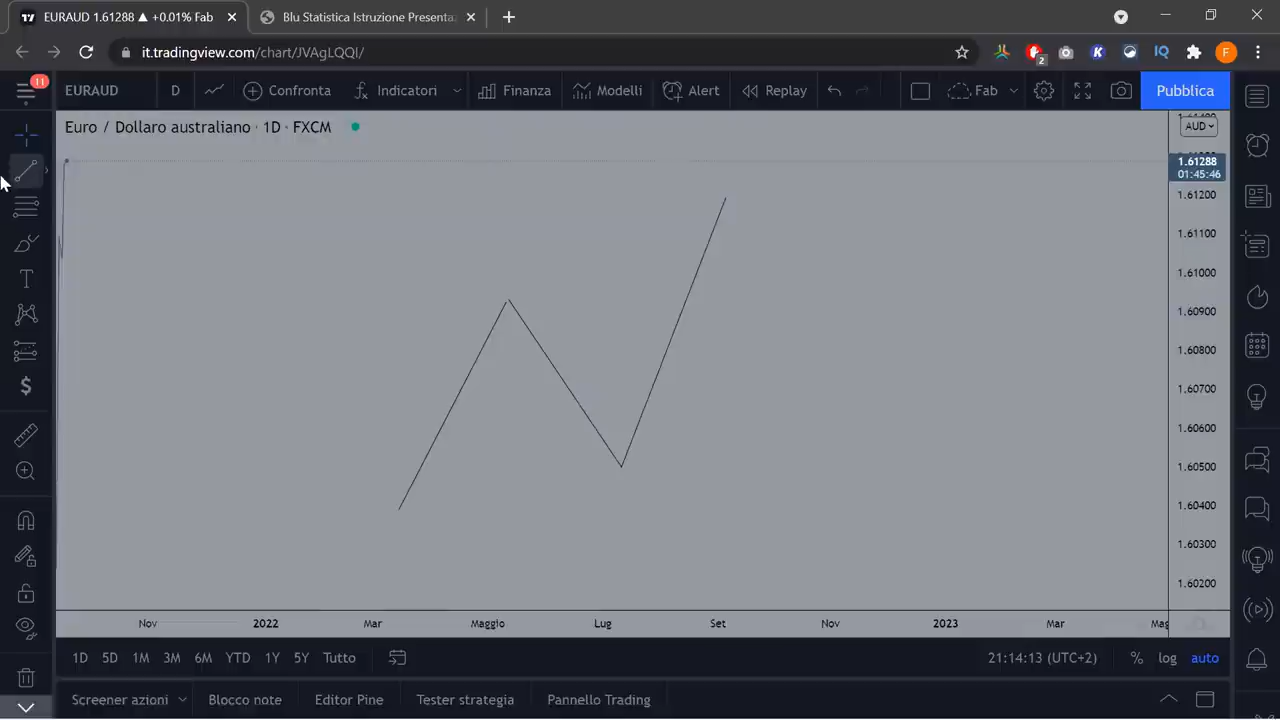 EURAUD 1.61288 ▲ +0.01% Fab
Blu Statistica Istruzione Presenta
it.tradingview.com/chart/JVAgLQQI/
2
K
IQ
F
11
EURAUD
D
Confronta
Indicatori
Finanza
Modelli
Alert
Replay
Fab
Pubblica
Euro / Dollaro australiano · 1D · FXCM
AUD
1.61288
01:45:46
1.61200
1.61100
1.61000
1.60900
1.60800
1.60700
1.60600
1.60500
1.60400
1.60300
1.60200
Nov 2022 Mar Maggio Lug Set Nov 2023 Mar Mag
1D 5D 1M 3M 6M YTD 1Y 5Y Tutto
21:14:13 (UTC+2) % log auto
Screener azioni Blocco note Editor Pine Tester strategia Pannello Trading